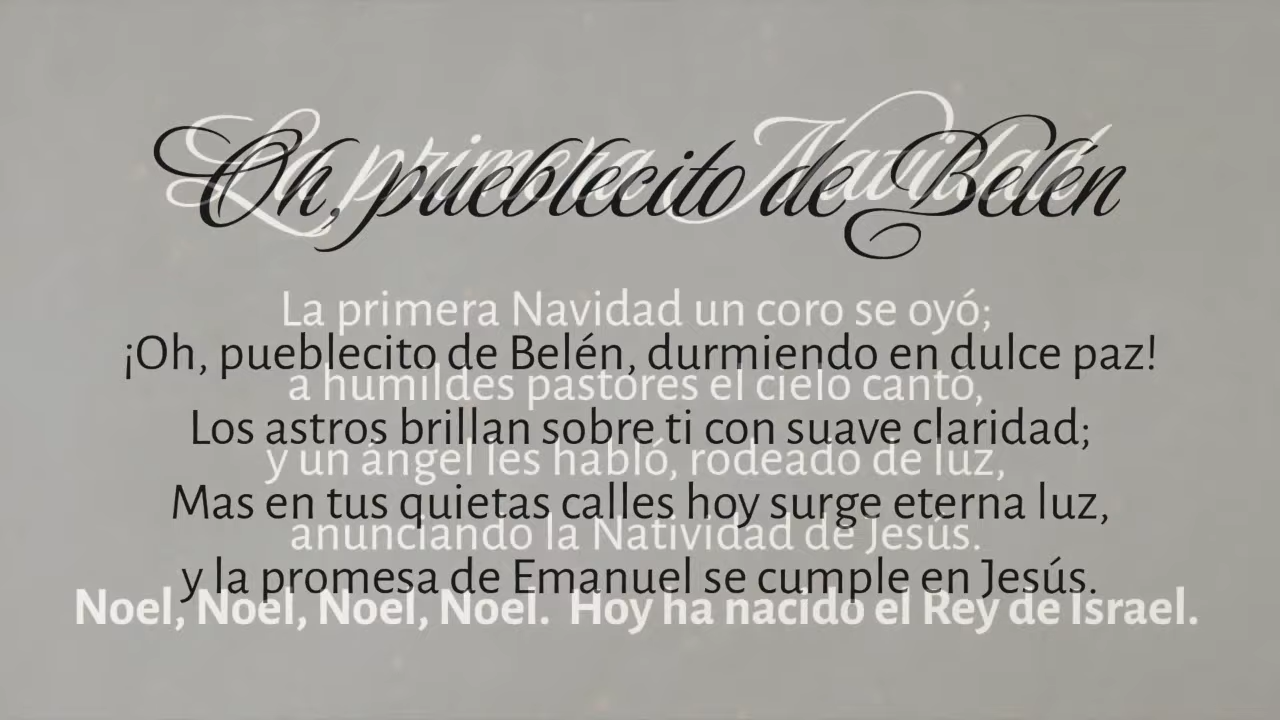 La primera Navidad
Oh, pueblecito de Belén
La primera Navidad un coro se oyó;
¡Oh, pueblecito de Belén, durmiendo en dulce paz!
a humildes pastores el cielo cantó,
Los astros brillan sobre ti con suave claridad;
y un ángel les habló, rodeado de luz,
Mas en tus quietas calles hoy surge eterna luz,
anunciando la Natividad de Jesús.
y la promesa de Emanuel se cumple en Jesús.
Noel, Noel, Noel, Noel. Hoy ha nacido el Rey de Israel.